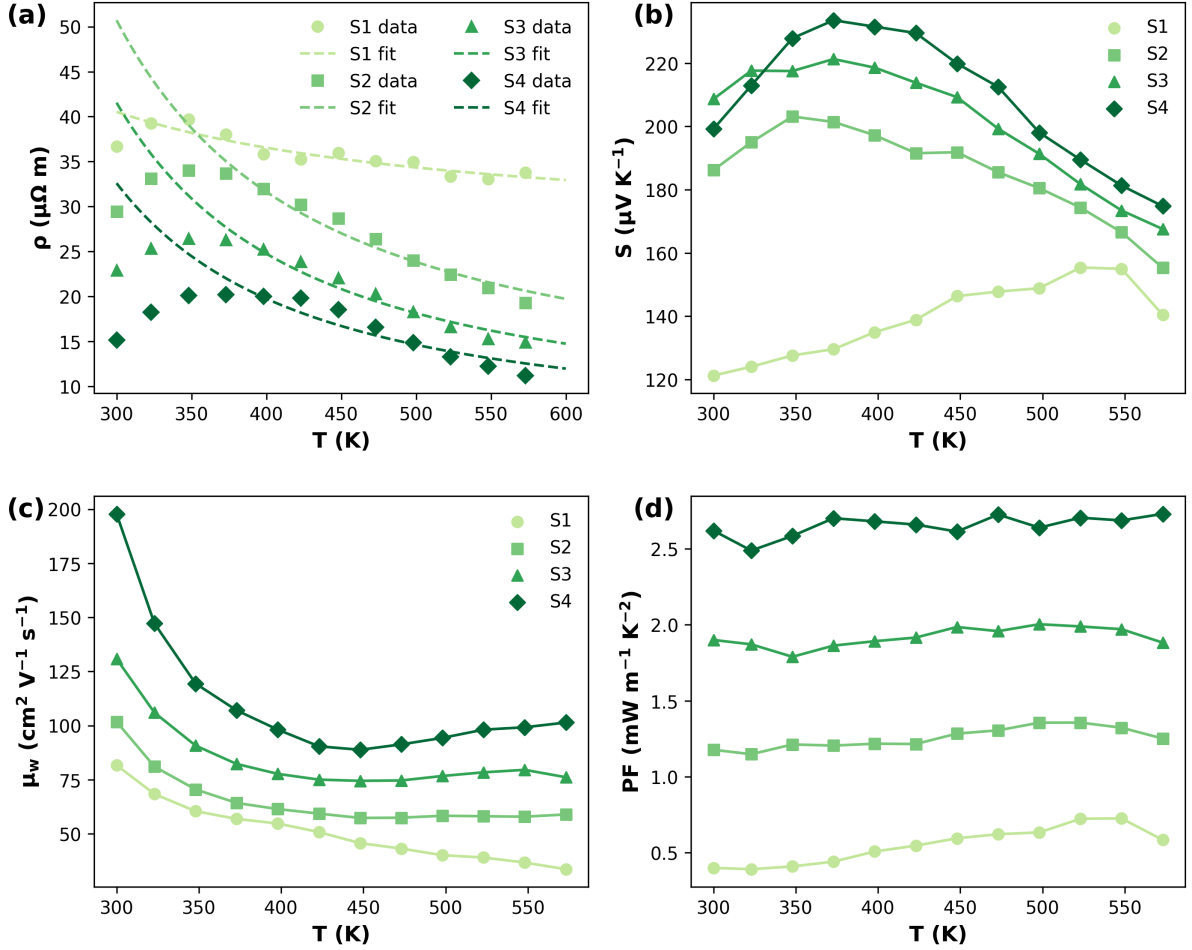 (a)
S1 data
S1 fit
S2 data
S2 fit
S3 data
S3 fit
S4 data
S4 fit
50
45
40
35
30
25
20
15
10
300 350 400 450 500 550 600
ρ (μΩ m)
T (K)
(b)
S1
S2
S3
S4
220
200
180
160
140
120
300 350 400 450 500 550
S (μV K⁻¹)
T (K)
(c)
S1
S2
S3
S4
200
175
150
125
100
75
50
300 350 400 450 500 550
μw (cm² V⁻¹ s⁻¹)
T (K)
(d)
2.5
2.0
1.5
1.0
0.5
300 350 400 450 500 550
PF (mW m⁻¹ K⁻²)
T (K)